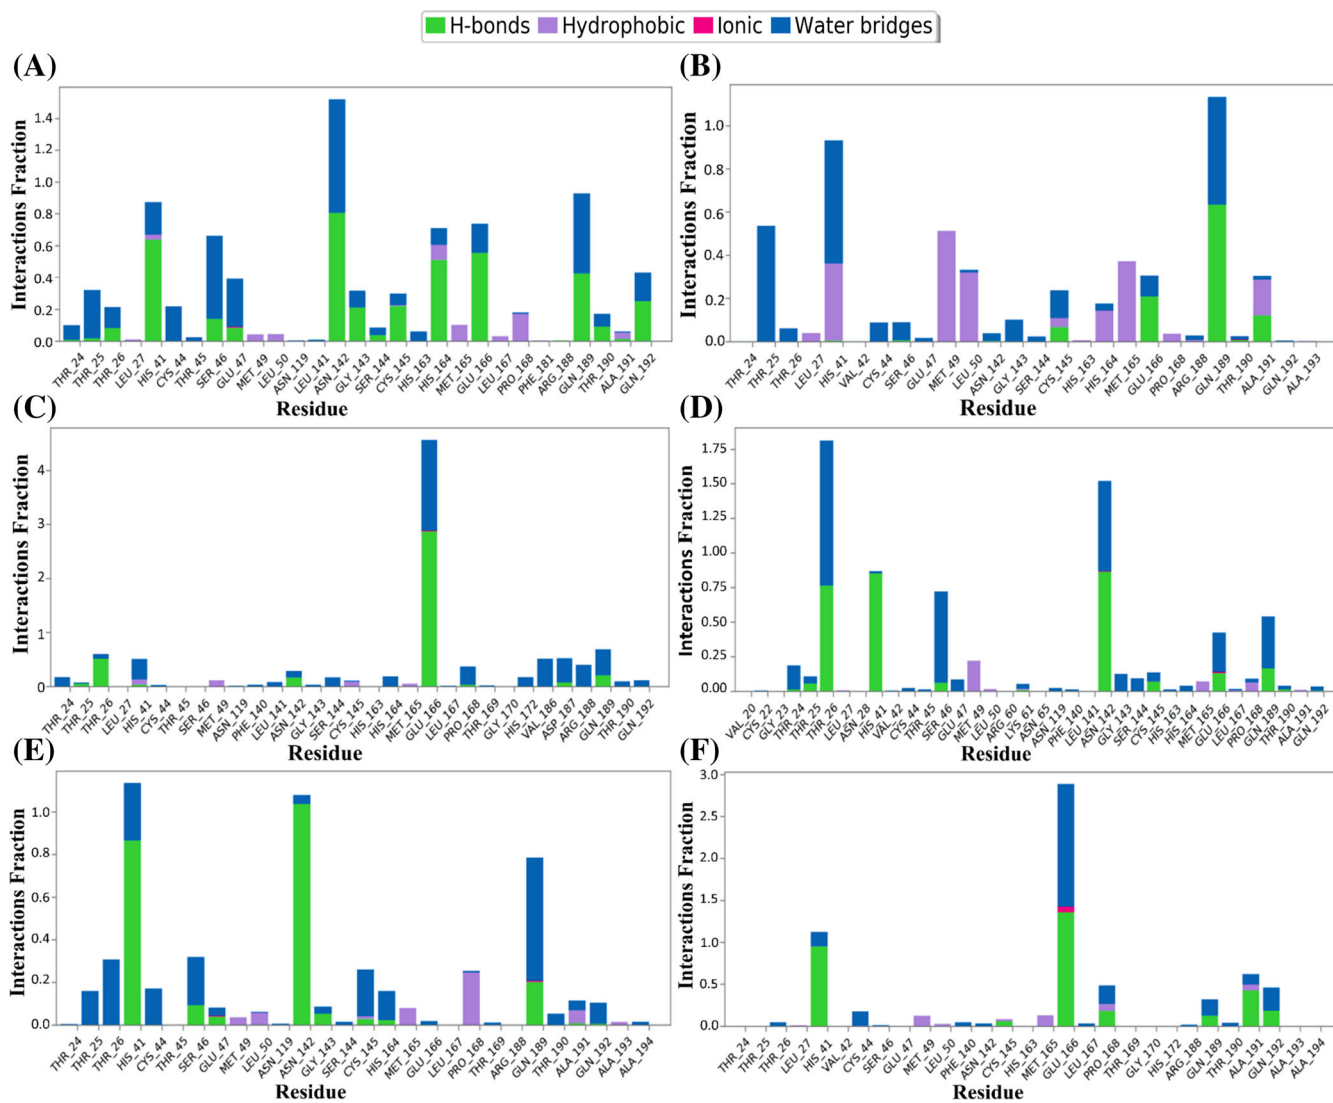 H-bonds Hydrophobic Ionic Water bridges
(A)
Interactions Fraction
1.4
1.2
1.0
0.8
0.6
0.4
0.2
0.0
THR_24 THR_25 THR_26 LEU_27 HIS_41 CYS_44 THR_45 SER_46 GLU_47 MET_49 LEU_50 ASN_119 LEU_141 ASN_142 GLY_143 SER_144 CYS_145 HIS_163 HIS_164 MET_165 GLU_166 LEU_167 PRO_168 PHE_181 ARG_188 GLN_189 THR_190 ALA_191 GLN_192
Residue
(B)
Interactions Fraction
1.0
0.8
0.6
0.4
0.2
0.0
THR_24 THR_25 THR_26 LEU_27 HIS_41 VAL_42 CYS_44 SER_46 GLU_47 MET_49 LEU_50 ASN_142 GLY_143 SER_144 CYS_145 HIS_163 HIS_164 MET_165 GLU_166 PRO_168 ARG_188 GLN_189 THR_190 ALA_191 GLN_192 ALA_193
Residue
(C)
Interactions Fraction
4
3
2
1
0
THR_24 THR_25 THR_26 LEU_27 HIS_41 CYS_44 THR_45 SER_46 MET_49 ASN_119 PHE_140 LEU_141 ASN_142 GLY_143 SER_144 CYS_145 HIS_163 HIS_164 MET_165 GLU_166 LEU_167 PRO_168 THR_169 GLY_170 HIS_172 VAL_186 ASP_187 ARG_188 GLN_189 THR_190 GLN_192
(D)
Interactions Fraction
1.75
1.50
1.25
1.00
0.75
0.50
0.25
0.00
VAL_20 CYS_22 GLY_23 THR_24 THR_25 THR_26 LEU_27 ASN_28 HIS_41 VAL_42 CYS_44 THR_45 SER_46 GLU_47 MET_49 LEU_50 ARG_60 LYS_61 ASN_65 ASN_119 PHE_140 LEU_141 ASN_142 GLY_143 SER_144 CYS_145 HIS_163 HIS_164 MET_165 GLU_166 LEU_167 PRO_168 GLN_189 THR_190 ALA_191 GLN_192
(E)
Interactions Fraction
1.0
0.8
0.6
0.4
0.2
0.0
THR_24 THR_25 THR_26 HIS_41 CYS_44 THR_45 SER_46 GLU_47 MET_49 LEU_50 ASN_119 ASN_142 GLY_143 SER_144 CYS_145 HIS_164 MET_165 GLU_166 LEU_167 PRO_168 THR_169 ARG_188 GLN_189 THR_190 ALA_191 GLN_192 ALA_193 ALA_194
Residue
(F)
Interactions Fraction
3.0
2.5
2.0
1.5
1.0
0.5
0.0
THR_24 THR_25 THR_26 LEU_27 HIS_41 VAL_42 CYS_44 SER_46 GLU_47 MET_49 LEU_50 PHE_140 ASN_142 CYS_145 HIS_163 MET_165 GLU_166 LEU_167 PRO_168 THR_169 GLY_170 HIS_172 ARG_188 GLN_189 THR_190 ALA_191 GLN_192 ALA_193 ALA_194
Residue